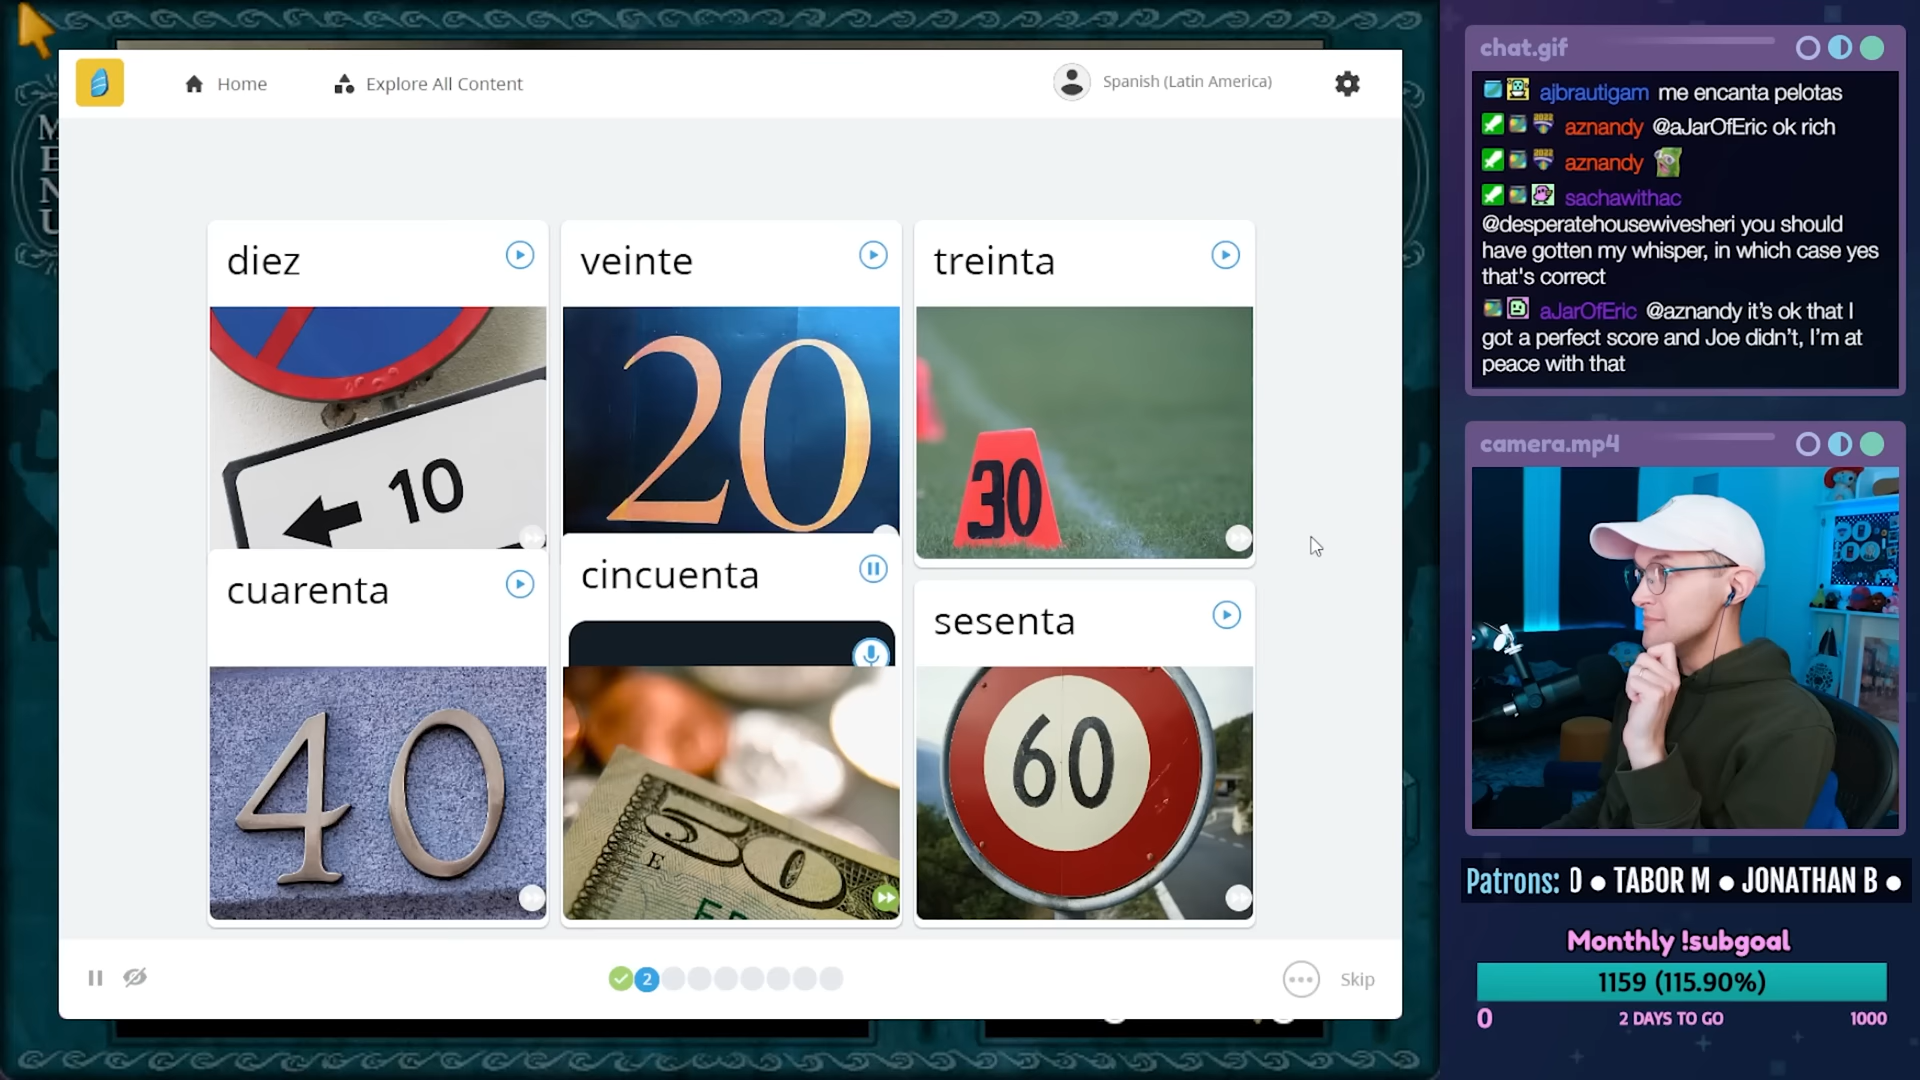 Home
Explore All Content
Spanish (Latin America)
diez
veinte
treinta
10
20
30
cuarenta
cincuenta
sesenta
40
50
E
60
2
Skip
M
E
N
U
chat.gif
ajbrautigam me encanta pelotas
aznandy @aJarOfEric ok rich
aznandy
sachawithac
@desperatehousewivesheri you should
have gotten my whisper, in which case yes
that's correct
aJarOfEric @aznandy it's ok that I
got a perfect score and Joe didn't, I'm at
peace with that
camera.mp4
Patrons: O ● TABOR M ● JONATHAN B ●
Monthly !subgoal
1159 (115.90%)
0 2 DAYS TO GO 1000